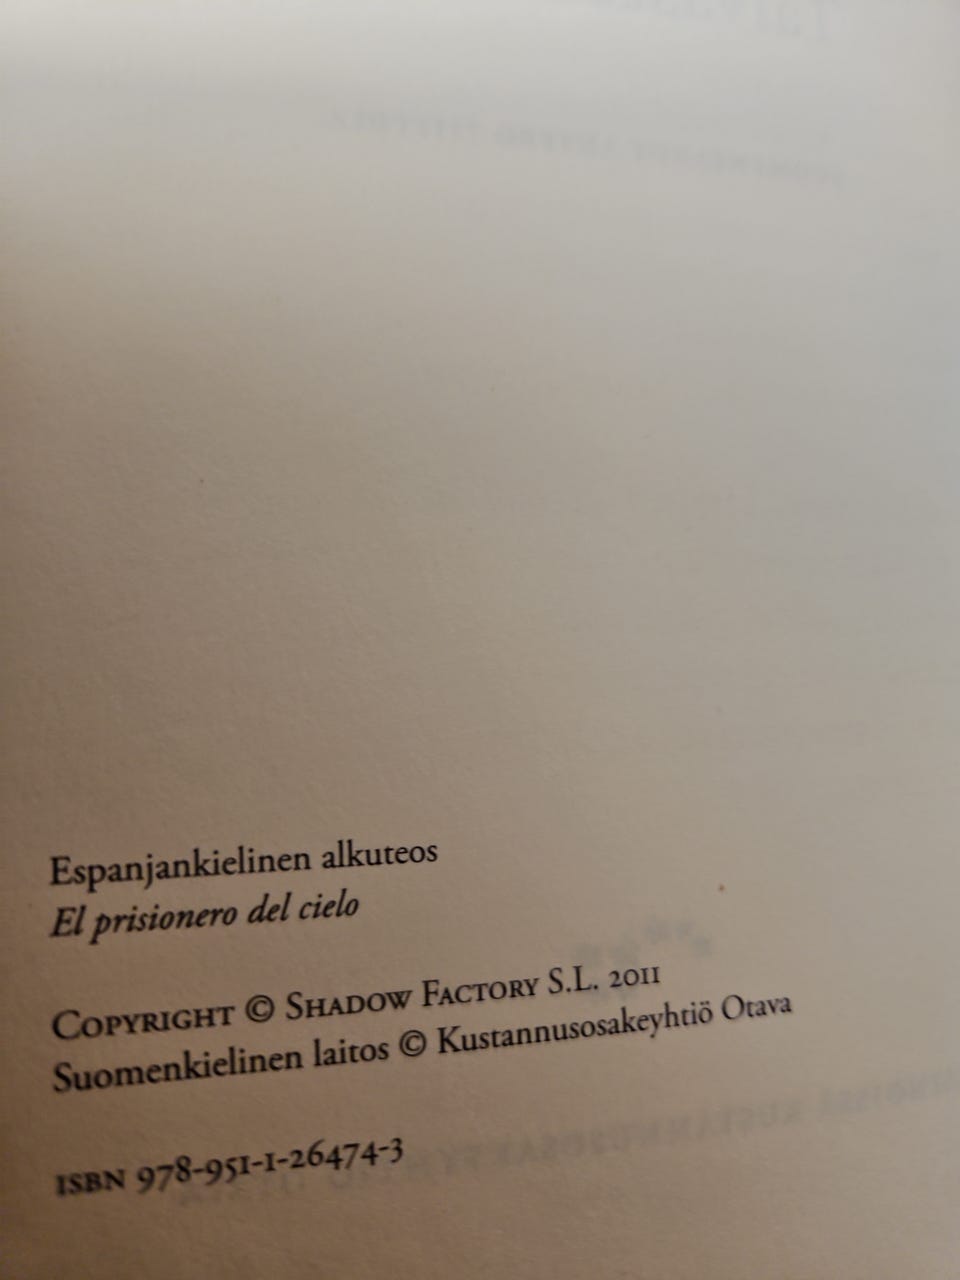 Espanjankielinen alkuteos
El prisionero del cielo
Copyright © Shadow Factory S.L. 2011
Suomenkielinen laitos © Kustannusosakeyhtiö Otava
ISBN 978-951-1-26474-3